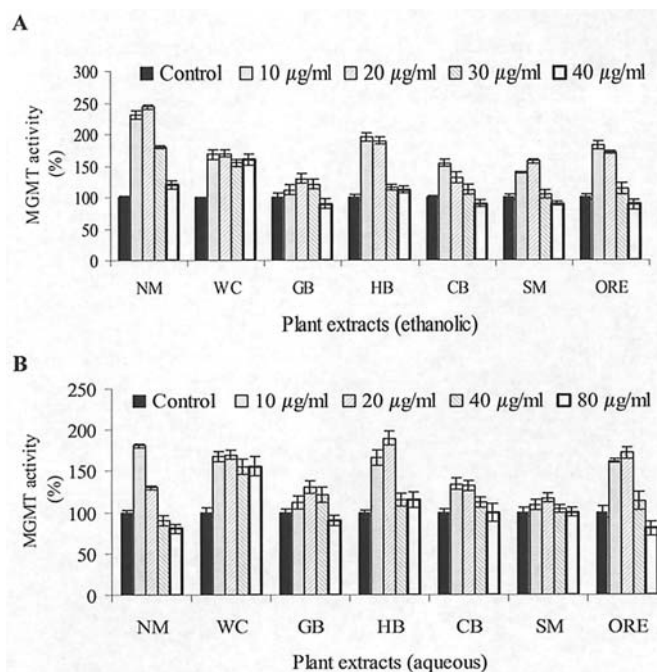 A
Control 10 µg/ml 20 µg/ml 30 µg/ml 40 µg/ml
300
250
200
150
100
50
0
MGMT activity
(%)
NM WC GB HB CB SM ORE
Plant extracts (ethanolic)
B
Control 10 µg/ml 20 µg/ml 40 µg/ml 80 µg/ml
250
200
150
100
50
0
MGMT activity
(%)
NM WC GB HB CB SM ORE
Plant extracts (aqueous)